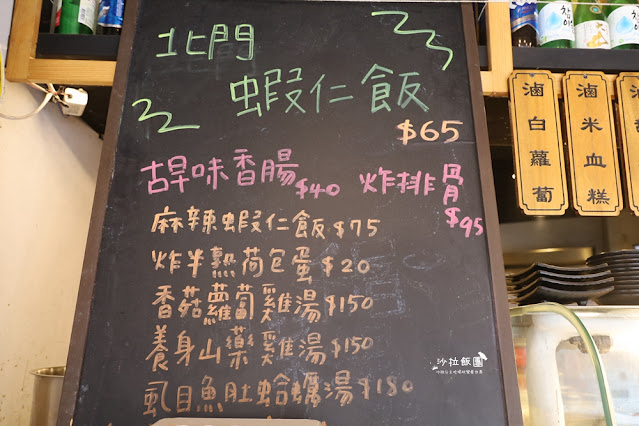 北門
蝦仁飯
$65
古早味香腸$40 炸排骨$95
麻辣蝦仁飯$75
炸半熟荷包蛋$20
香菇蘿蔔雞湯$150
養身山藥雞湯$150
虱目魚肚蛤蠣湯$180
滷白蘿蔔
滷米血糕
沙拉飯團